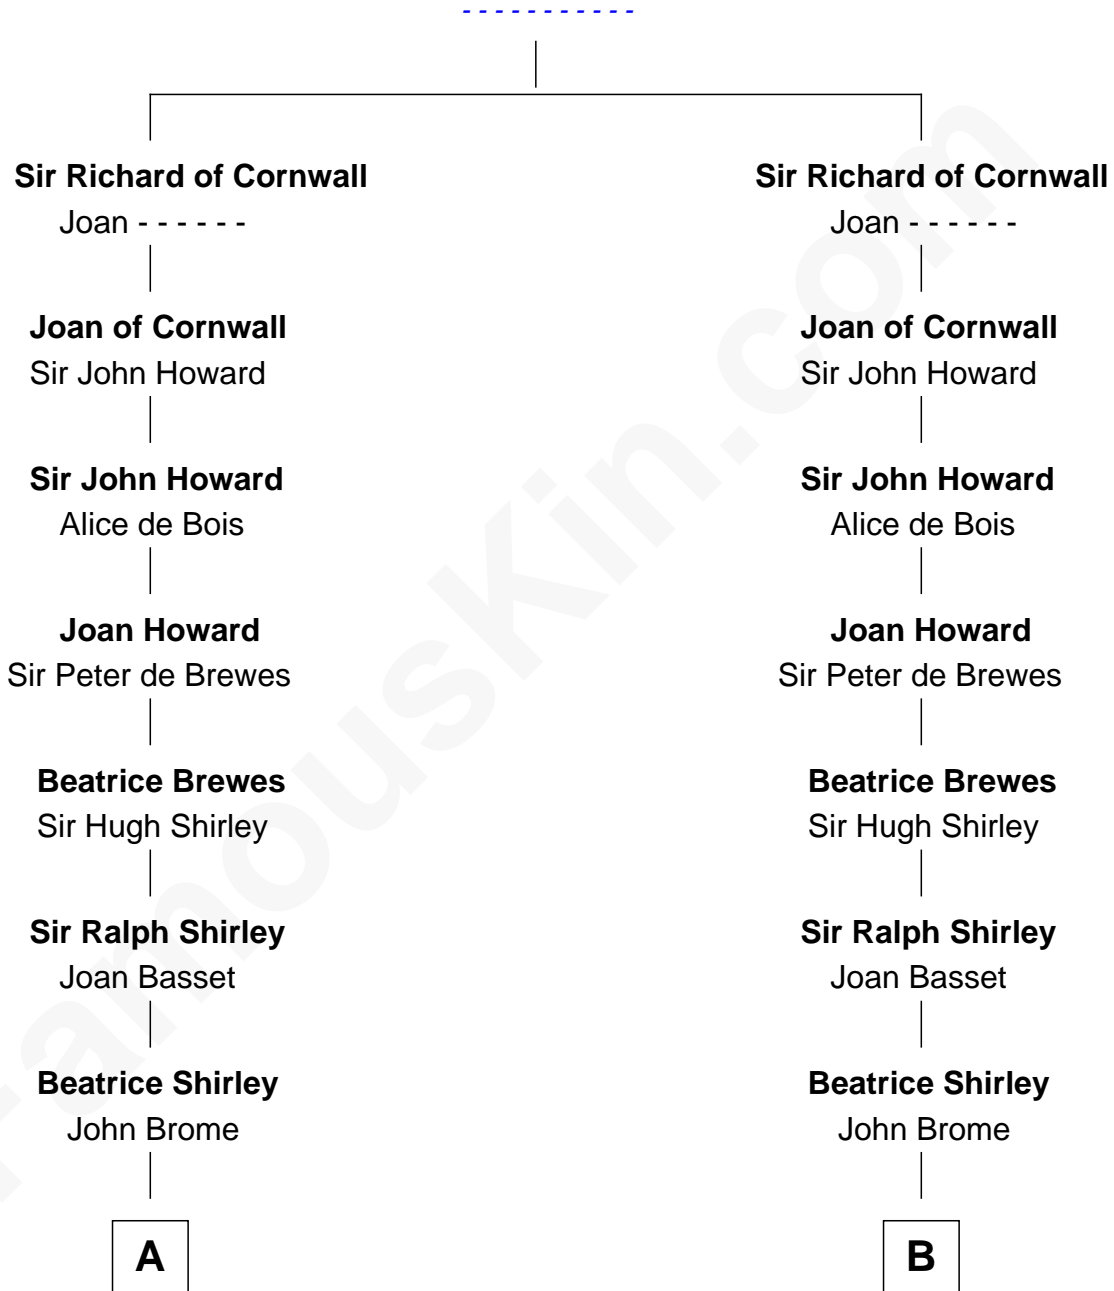 - - - - - - - - - - -
Sir Richard of Cornwall Sir Richard of Cornwall
Joan - - - - - - Joan - - - - - -
Joan of Cornwall Joan of Cornwall
Sir John Howard Sir John Howard
Sir John Howard Sir John Howard
Alice de Bois Alice de Bois
Joan Howard Joan Howard
Sir Peter de Brewes Sir Peter de Brewes
Beatrice Brewes Beatrice Brewes
Sir Hugh Shirley Sir Hugh Shirley
Sir Ralph Shirley Sir Ralph Shirley
Joan Basset Joan Basset
Beatrice Shirley Beatrice Shirley
John Brome John Brome
A B
FamousKin.com